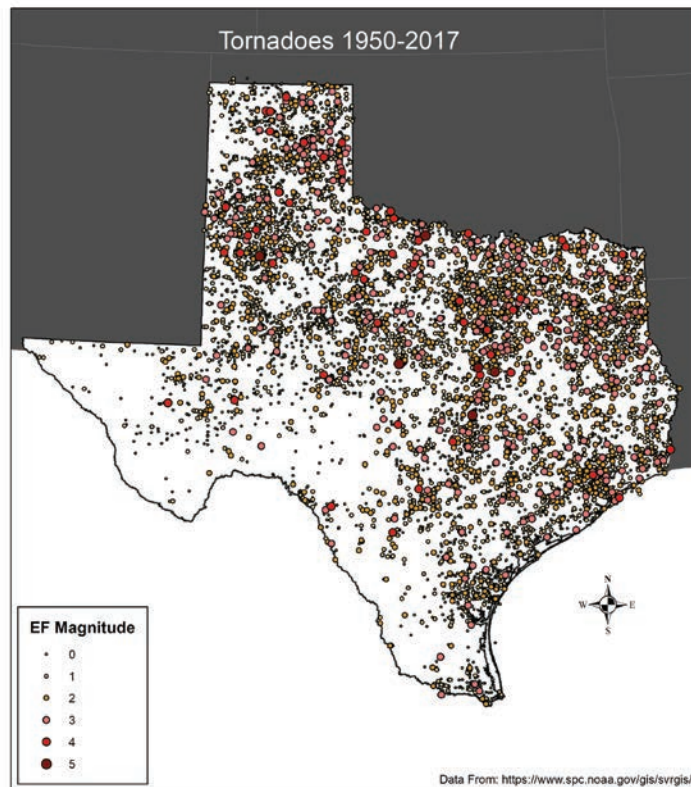 Tornadoes 1950-2017
N
W E
S
EF Magnitude
0
1
2
3
4
5
Data From: https://www.spc.noaa.gov/gis/svrgis/